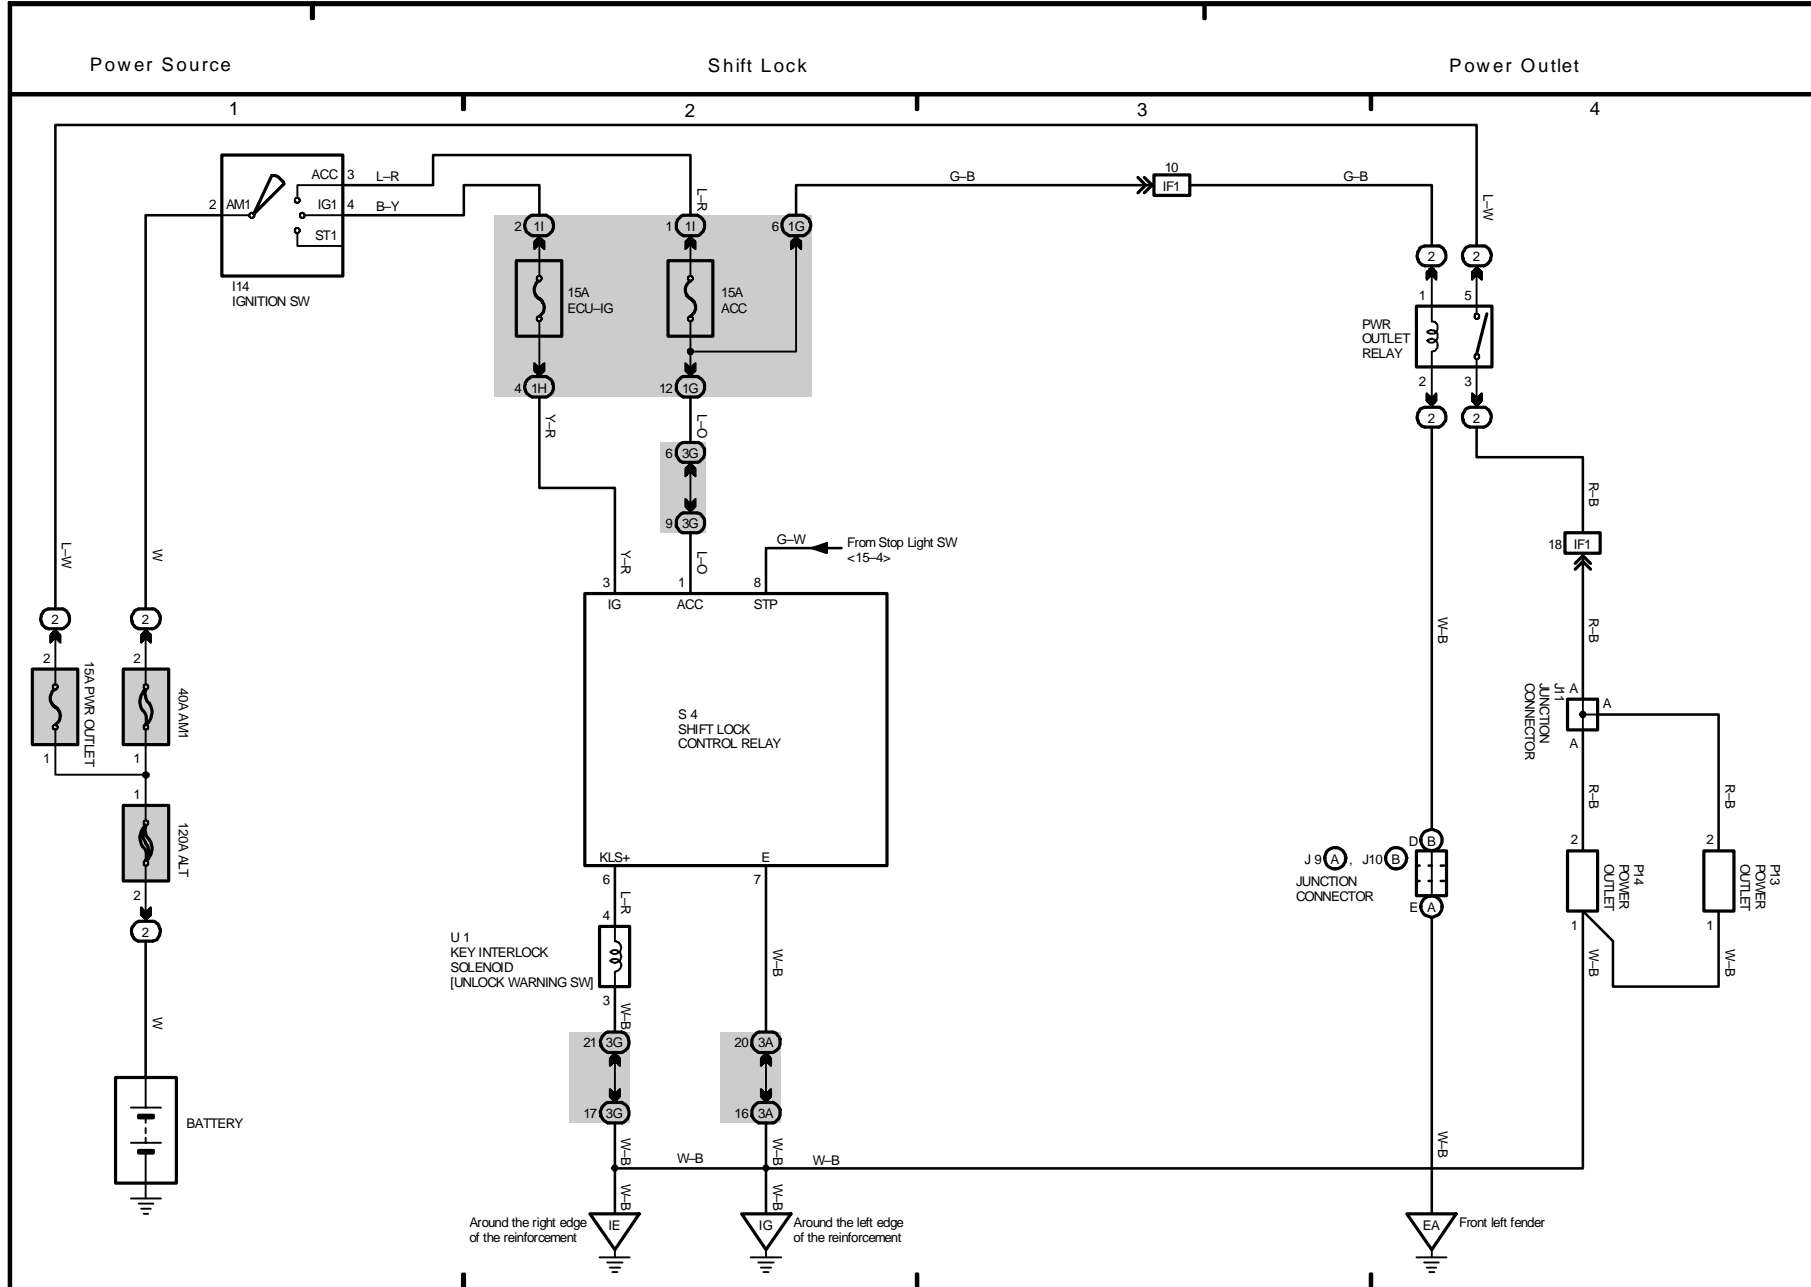 Power Source
Shift Lock
Power Outlet
1
2
3
4
ACC 3 L–R
2 AM1
IG1 4 B–Y
ST1
I14
IGNITION SW
L–R
2 1I
1 1I
6 1G
15A
ECU–IG
15A
ACC
4 1H
12 1G
Y–R
L–O
6 3G
9 3G
Y–R
L–O
G–W
From Stop Light SW
<15–4>
3
1
8
IG
ACC
STP
S 4
SHIFT LOCK
CONTROL RELAY
KLS+
E
6
7
L–R
4
U 1
KEY INTERLOCK
SOLENOID
[UNLOCK WARNING SW]
3
W–B
W–B
21 3G
20 3A
17 3G
16 3A
W–B
W–B
W–B
W–B
W–B
W–B
Around the right edge
of the reinforcement
IE
IG
Around the left edge
of the reinforcement
L–W
W
2
2
2
2
15A PWR OUTLET
40A AM1
1
1
1
120A ALT
2
2
W
BATTERY
G–B
10
IF1
G–B
L–W
2
2
1
5
PWR
OUTLET
RELAY
2
3
2
2
R–B
18 IF1
W–B
R–B
J11
JUNCTION
CONNECTOR
A
A
A
R–B
R–B
D B
J 9 A , J10 B
JUNCTION
CONNECTOR
E A
2
2
P14
POWER
OUTLET
P13
POWER
OUTLET
1
1
W–B
W–B
W–B
EA
Front left fender